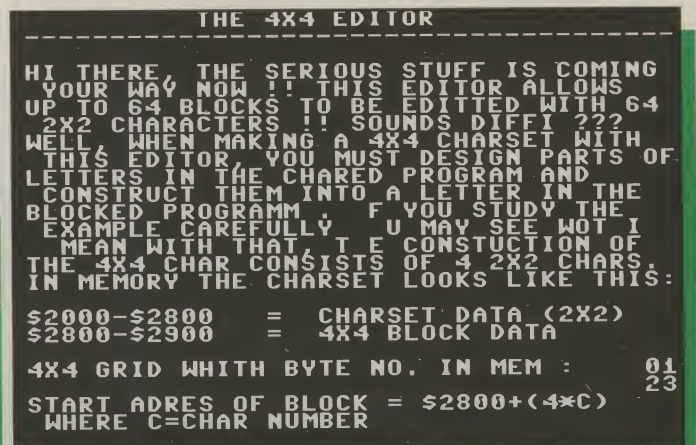 THE 4X4 EDITOR
HI THERE, THE SERIOUS STUFF IS COMING
YOUR WAY NOW !! THIS EDITOR ALLOWS
UP TO 64 BLOCKS TO BE EDITTED WITH 64
2X2 CHARACTERS !! SOUNDS DIFFI ???
WELL, WHEN MAKING A 4X4 CHARSET WITH
THIS EDITOR, YOU MUST DESIGN PARTS OF
LETTERS IN THE CHARED PROGRAM AND
CONSTRUCT THEM INTO A LETTER IN THE
BLOCKED PROGRAMM . F YOU STUDY THE
EXAMPLE CAREFULLY U MAY SEE WOT I
MEAN WITH THAT, T E CONSTUCTION OF
THE 4X4 CHAR CONSISTS OF 4 2X2 CHARS.
IN MEMORY THE CHARSET LOOKS LIKE THIS:
$2000-$2800 = CHARSET DATA (2X2)
$2800-$2900 = 4X4 BLOCK DATA
4X4 GRID WHITH BYTE NO. IN MEM : 01
23
START ADRES OF BLOCK = $2800+(4*C)
WHERE C=CHAR NUMBER